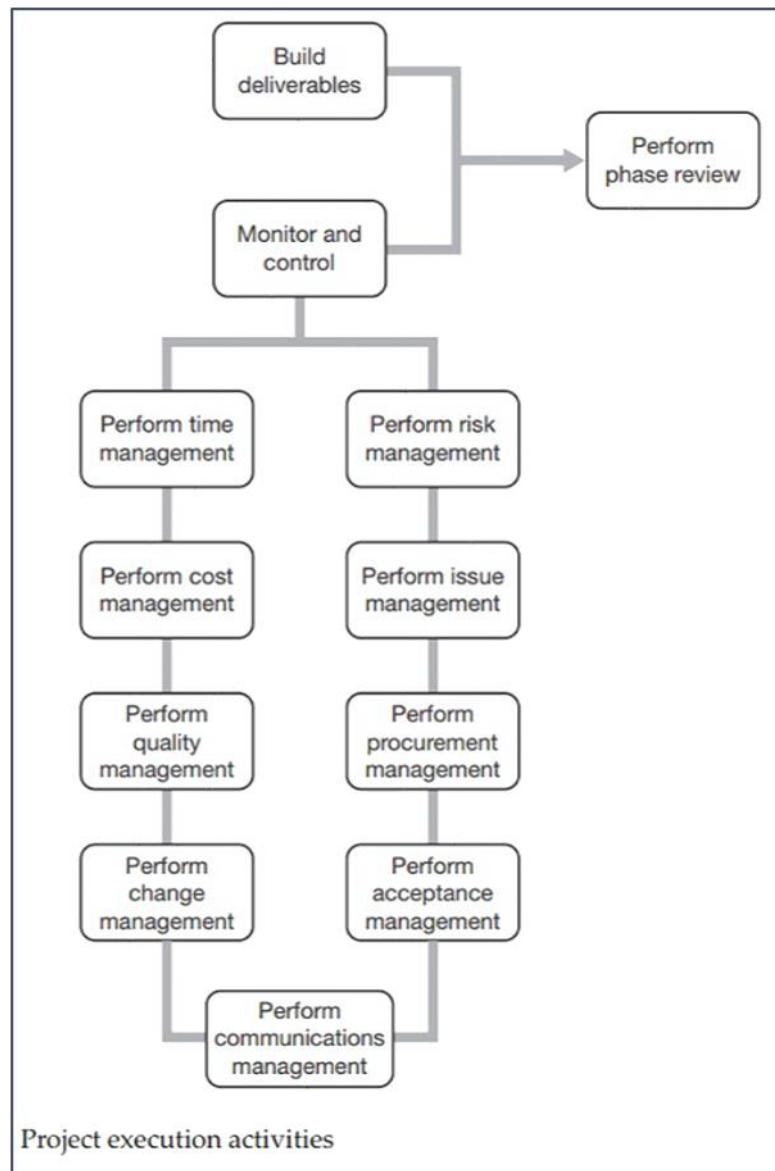 Build
deliverables
Perform
phase review
Monitor and
control
Perform time
management
Perform risk
management
Perform cost
management
Perform issue
management
Perform
quality
management
Perform
procurement
management
Perform
change
management
Perform
acceptance
management
Perform
communications
management
Project execution activities